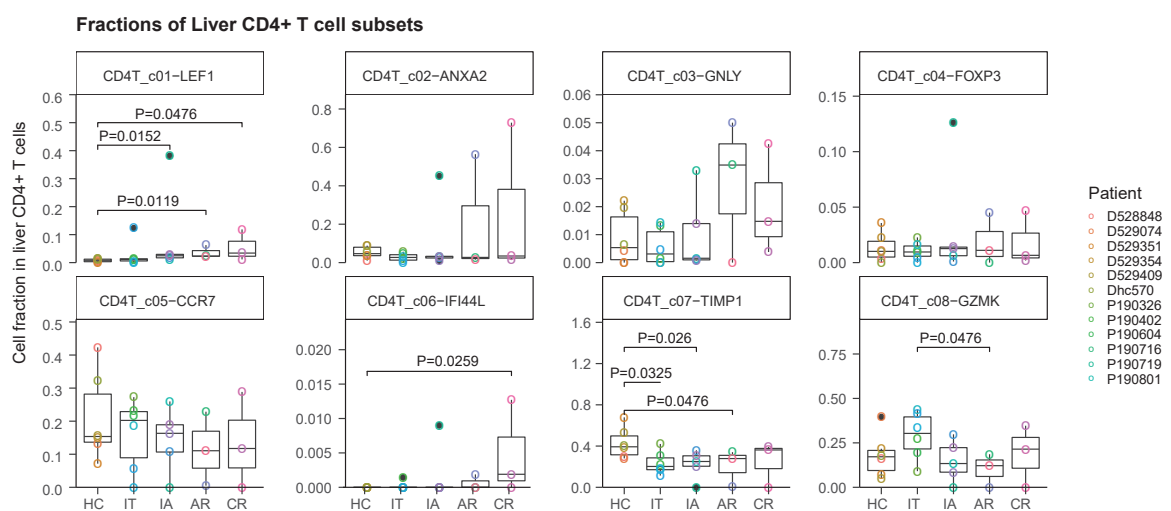 Fractions of Liver CD4+ T cell subsets
Cell fraction in liver CD4+ T cells
CD4T_c01−LEF1
0.6
0.5
0.4
0.3
0.2
0.1
0.0
P=0.0476
P=0.0152
P=0.0119
CD4T_c02−ANXA2
0.8
0.6
0.4
0.2
0.0
CD4T_c03−GNLY
0.06
0.05
0.04
0.03
0.02
0.01
0.00
CD4T_c04−FOXP3
0.15
0.10
0.05
0.00
CD4T_c05−CCR7
0.5
0.4
0.3
0.2
0.1
0.0
HC IT IA AR CR
CD4T_c06−IFI44L
0.020
0.015
0.010
0.005
0.000
P=0.0259
HC IT IA AR CR
CD4T_c07−TIMP1
1.6
1.2
0.8
0.4
0.0
P=0.026
P=0.0325
P=0.0476
HC IT IA AR CR
CD4T_c08−GZMK
0.75
0.50
0.25
0.00
P=0.0476
HC IT IA AR CR
Patient
D528848
D529074
D529351
D529354
D529409
Dhc570
P190326
P190402
P190604
P190716
P190719
P190801